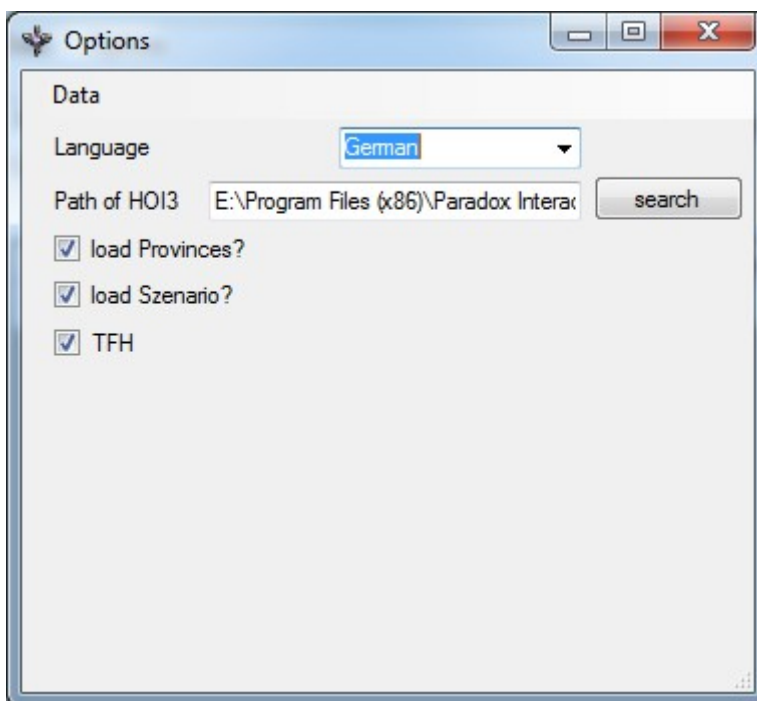 Options
Data
Language German
Path of HOI3 E:\Program Files (x86)\Paradox Interac search
load Provinces?
load Szenario?
TFH